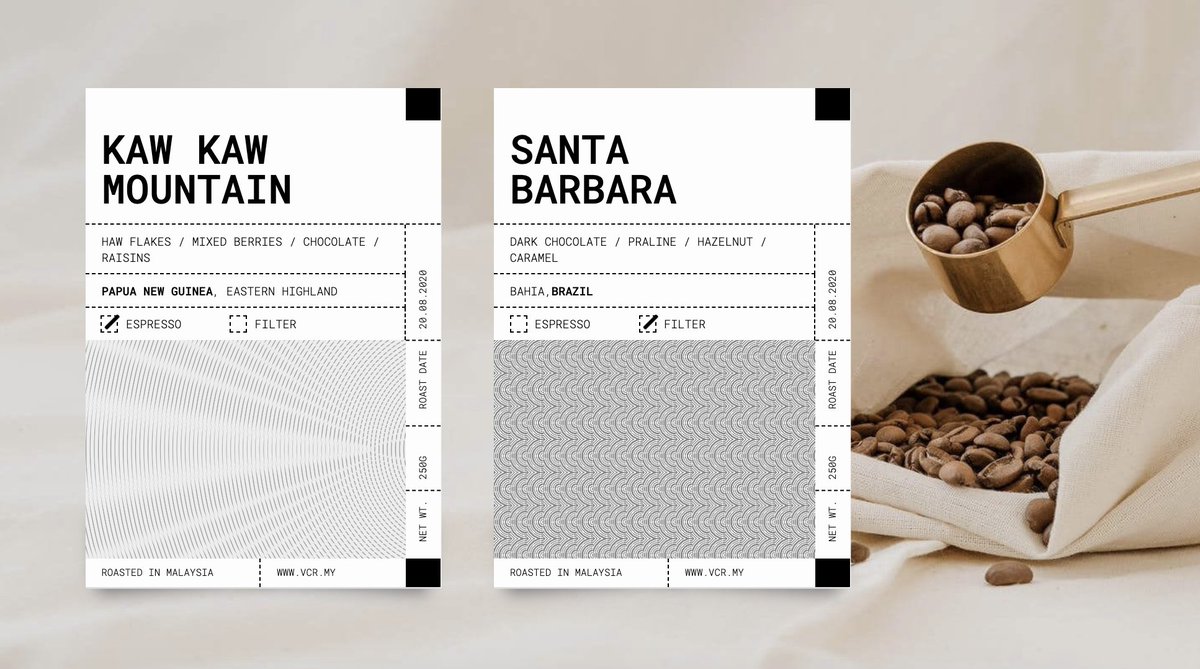 KAW KAW
MOUNTAIN
HAW FLAKES / MIXED BERRIES / CHOCOLATE /
RAISINS
PAPUA NEW GUINEA, EASTERN HIGHLAND
ESPRESSO
FILTER
20.08.2020
ROAST DATE
250G
NET WT.
ROASTED IN MALAYSIA
WWW.VCR.MY
SANTA
BARBARA
DARK CHOCOLATE / PRALINE / HAZELNUT /
CARAMEL
BAHIA,BRAZIL
ESPRESSO
FILTER
20.08.2020
ROAST DATE
250G
NET WT.
ROASTED IN MALAYSIA
WWW.VCR.MY